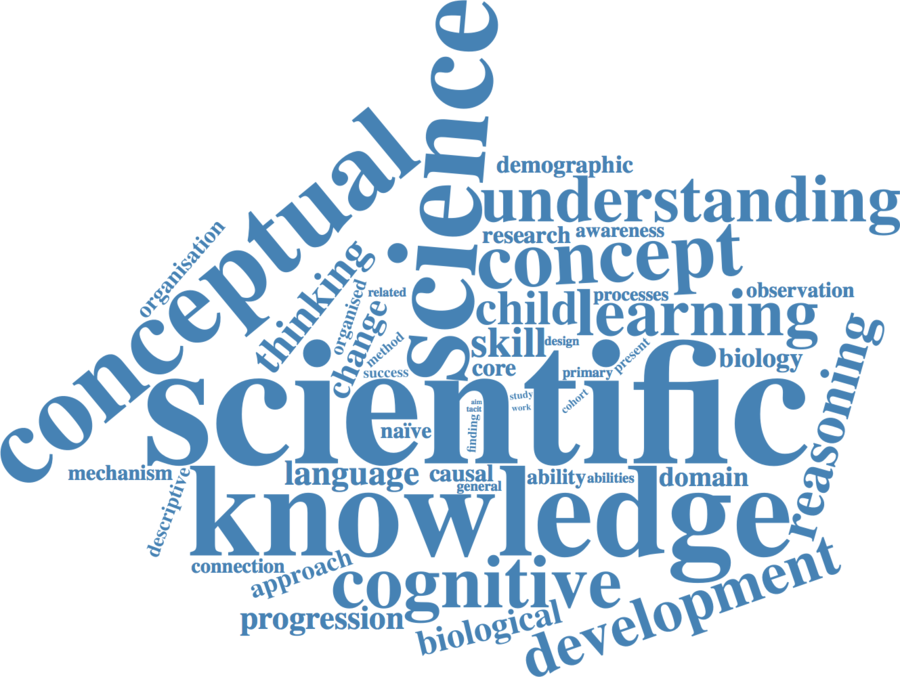 science
conceptual
demographic
understanding
organisation
research
awareness
concept
thinking
organised
related
change
child
processes
learning
observation
method
skill
design
success
core
primary
present
biology
reasoning
scientific
aim
tacit
finding
study
work
cohort
naïve
mechanism
descriptive
language
causal
general
ability
abilities
domain
knowledge
connection
approach
cognitive
progression
biological
development